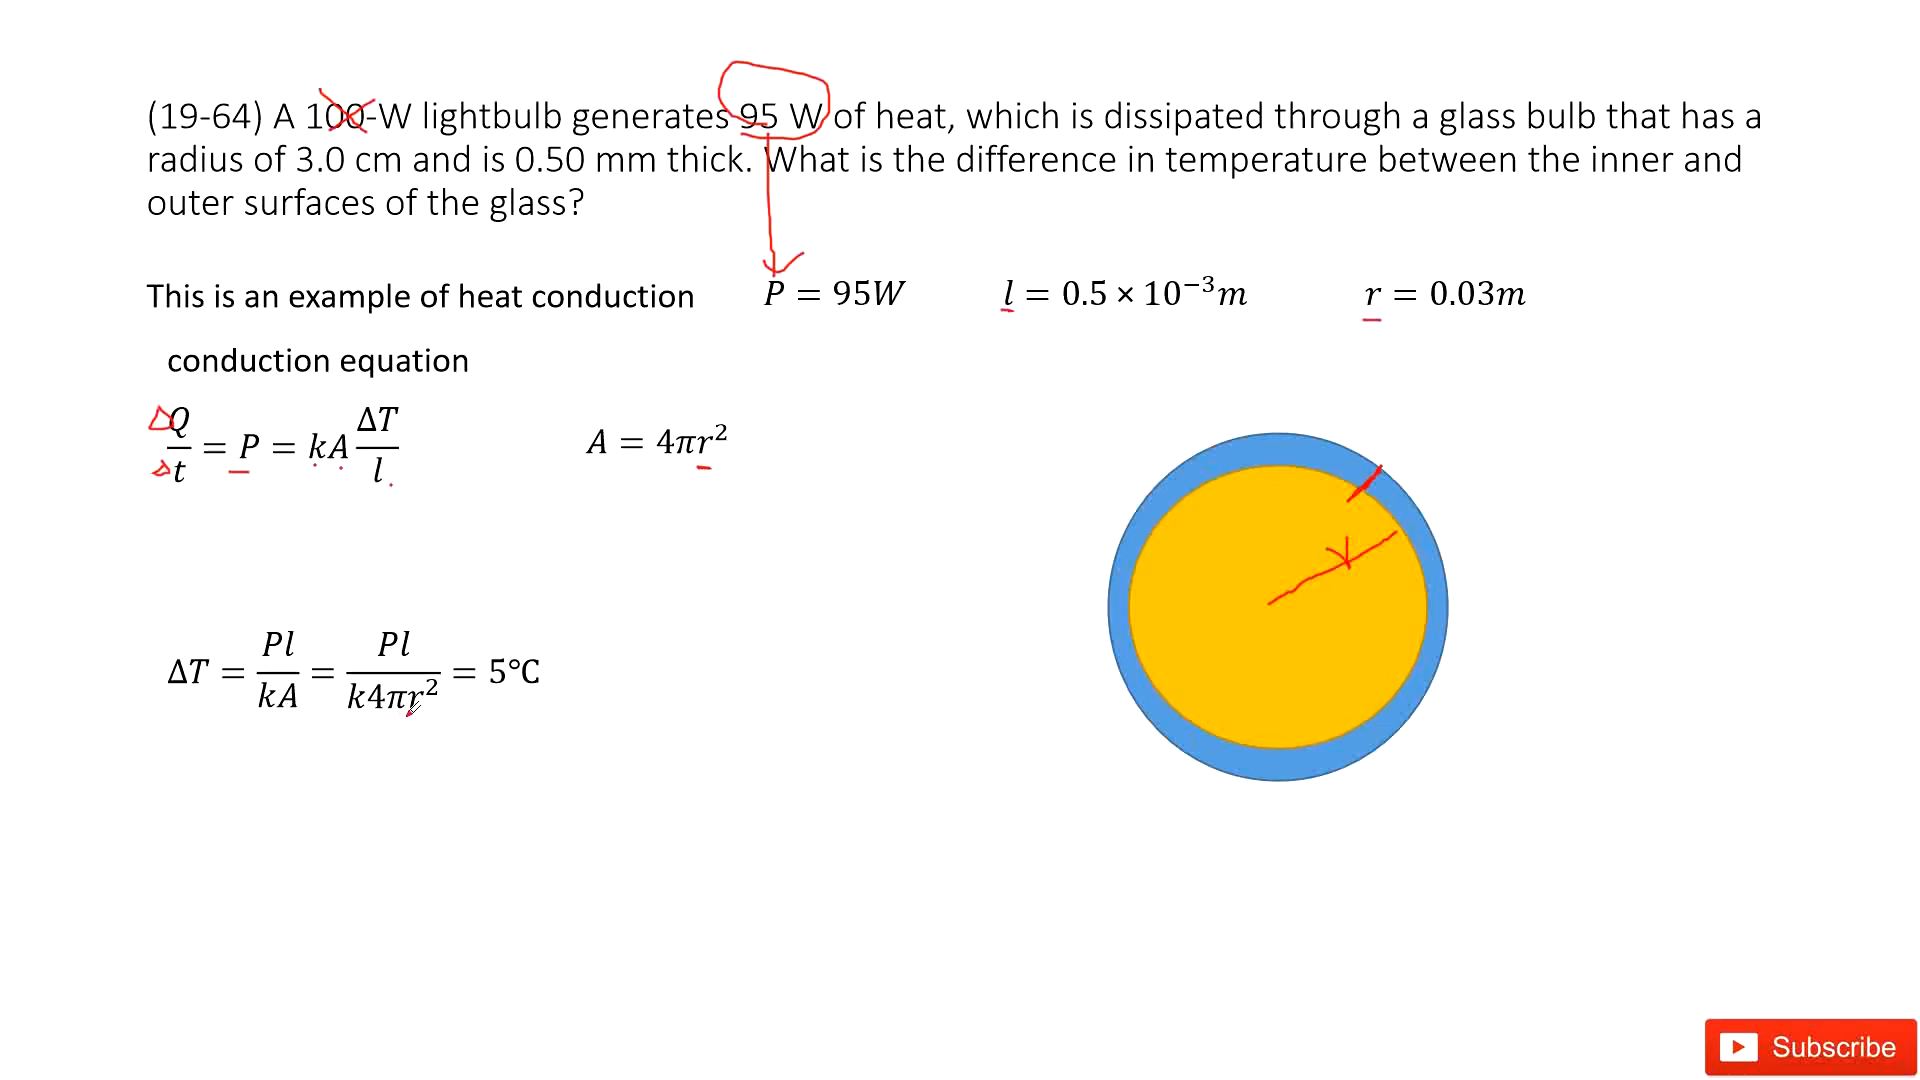 (19-64) A 100-W lightbulb generates 95 W of heat, which is dissipated through a glass bulb that has a
radius of 3.0 cm and is 0.50 mm thick. What is the difference in temperature between the inner and
outer surfaces of the glass?
This is an example of heat conduction P = 95W l = 0.5 × 10⁻³m r = 0.03m
conduction equation
ΔQ/Δt = P = kA ΔT/l A = 4πr²
ΔT = Pl/kA = Pl/k4πr² = 5°C
Subscribe